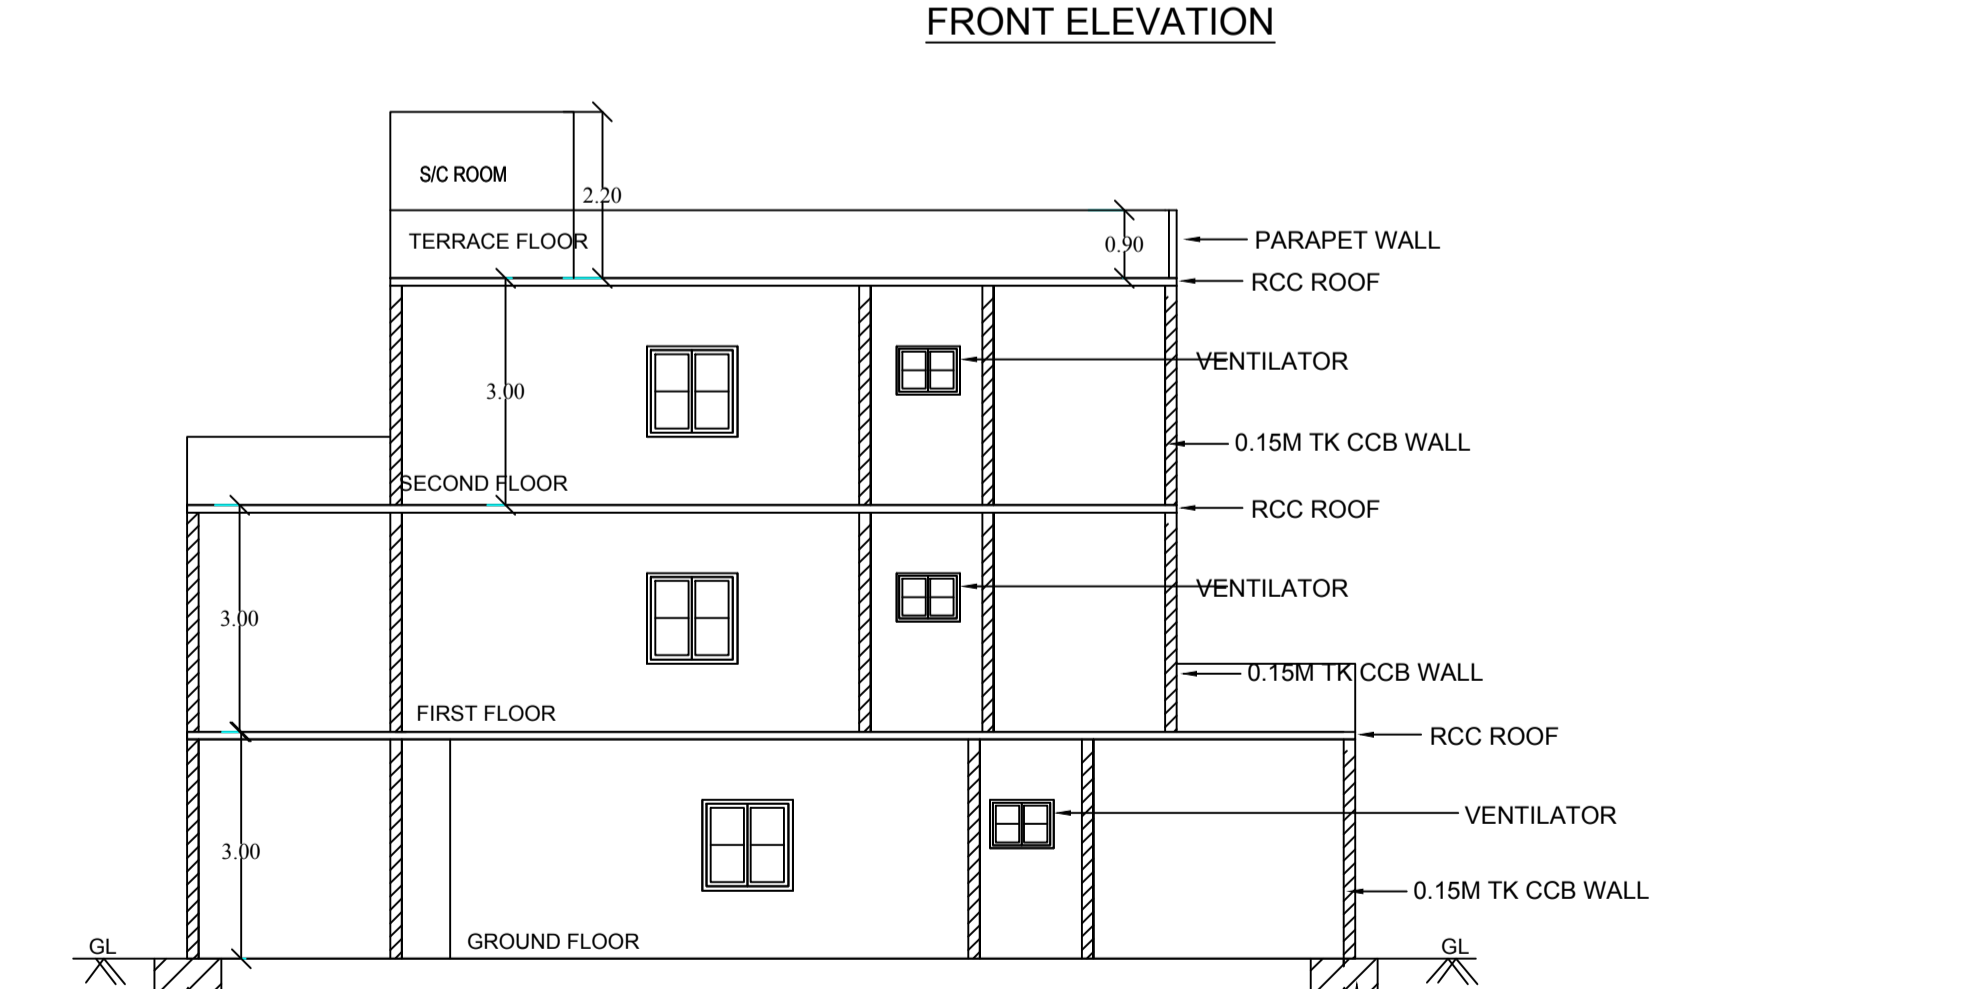 FRONT ELEVATION
S/C ROOM
2.20
TERRACE FLOOR
0.90
PARAPET WALL
RCC ROOF
VENTILATOR
3.00
0.15M TK CCB WALL
SECOND FLOOR
RCC ROOF
VENTILATOR
3.00
0.15M TK CCB WALL
FIRST FLOOR
RCC ROOF
VENTILATOR
3.00
0.15M TK CCB WALL
GROUND FLOOR
GL
GL